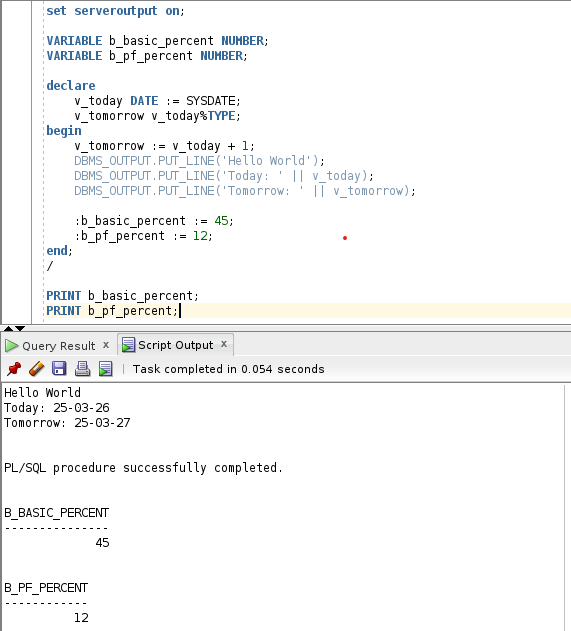 set serveroutput on;
VARIABLE b_basic_percent NUMBER;
VARIABLE b_pf_percent NUMBER;
declare
    v_today DATE := SYSDATE;
    v_tomorrow v_today%TYPE;
begin
    v_tomorrow := v_today + 1;
    DBMS_OUTPUT.PUT_LINE('Hello World');
    DBMS_OUTPUT.PUT_LINE('Today: ' || v_today);
    DBMS_OUTPUT.PUT_LINE('Tomorrow: ' || v_tomorrow);
    :b_basic_percent := 45;
    :b_pf_percent := 12;
end;
/
PRINT b_basic_percent;
PRINT b_pf_percent;
Query Result x Script Output x
Task completed in 0.054 seconds
Hello World
Today: 25-03-26
Tomorrow: 25-03-27
PL/SQL procedure successfully completed.
B_BASIC_PERCENT
---------------
45
B_PF_PERCENT
------------
12